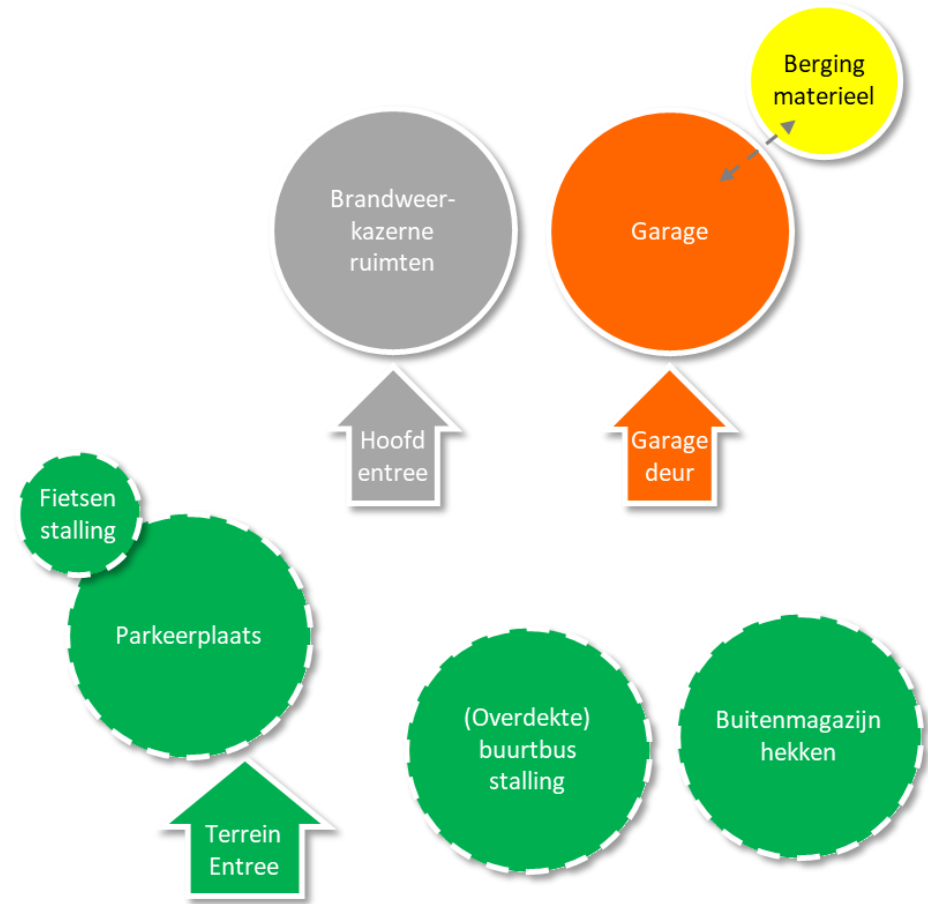 Berging
materieel
Brandweer-
kazerne
ruimten
Garage
Hoofd
entree
Garage
deur
Fietsen
stalling
Parkeerplaats
(Overdekte)
buurtbus
stalling
Buitenmagazijn
hekken
Terrein
Entree